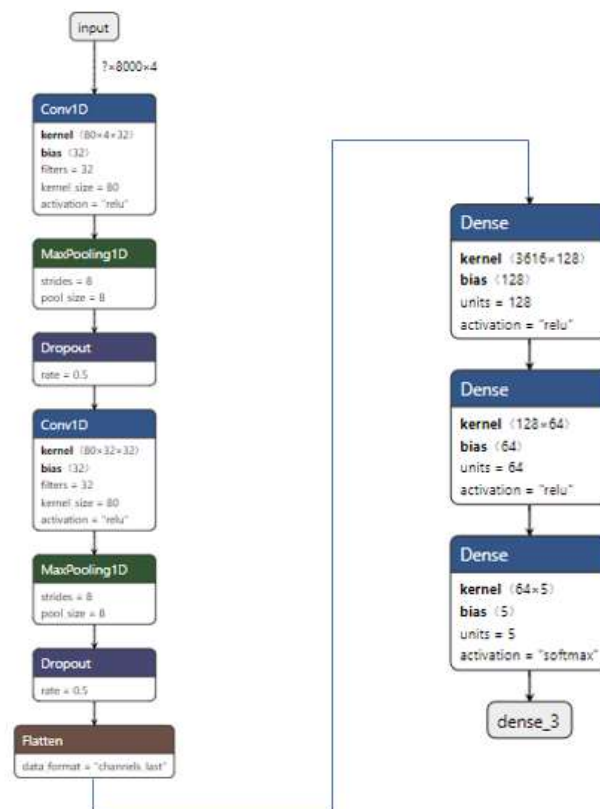 input
?×8000×4
Conv1D
kernel ⟨80×4×32⟩
bias ⟨32⟩
filters = 32
kernel size = 80
activation = "relu"
MaxPooling1D
strides = 8
pool size = 8
Dropout
rate = 0.5
Conv1D
kernel ⟨80×32×32⟩
bias ⟨32⟩
filters = 32
kernel size = 80
activation = "relu"
MaxPooling1D
strides = 8
pool size = 8
Dropout
rate = 0.5
Flatten
data format = "channels last"
Dense
kernel ⟨3616×128⟩
bias ⟨128⟩
units = 128
activation = "relu"
Dense
kernel ⟨128×64⟩
bias ⟨64⟩
units = 64
activation = "relu"
Dense
kernel ⟨64×5⟩
bias ⟨5⟩
units = 5
activation = "softmax"
dense_3